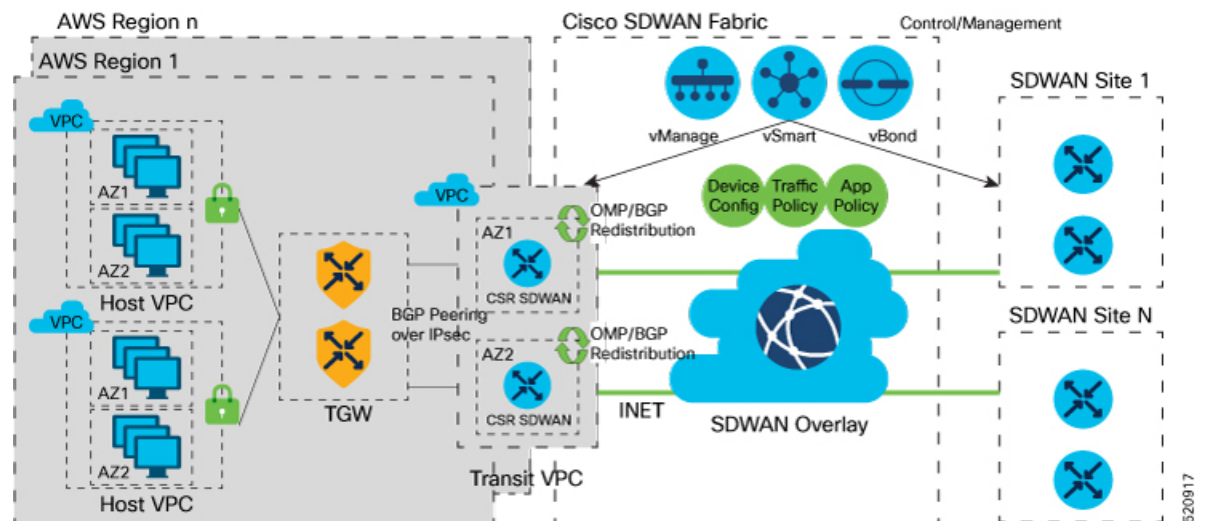 AWS Region n
AWS Region 1
VPC
AZ1
AZ2
Host VPC
VPC
AZ1
AZ2
Host VPC
TGW
BGP Peering
over IPsec
VPC
AZ1
CSR SDWAN
AZ2
CSR SDWAN
Transit VPC
OMP/BGP
Redistribution
OMP/BGP
Redistribution
INET
Cisco SDWAN Fabric
Control/Management
vManage
vSmart
vBond
Device
Config
Traffic
Policy
App
Policy
SDWAN Overlay
SDWAN Site 1
SDWAN Site N
520917